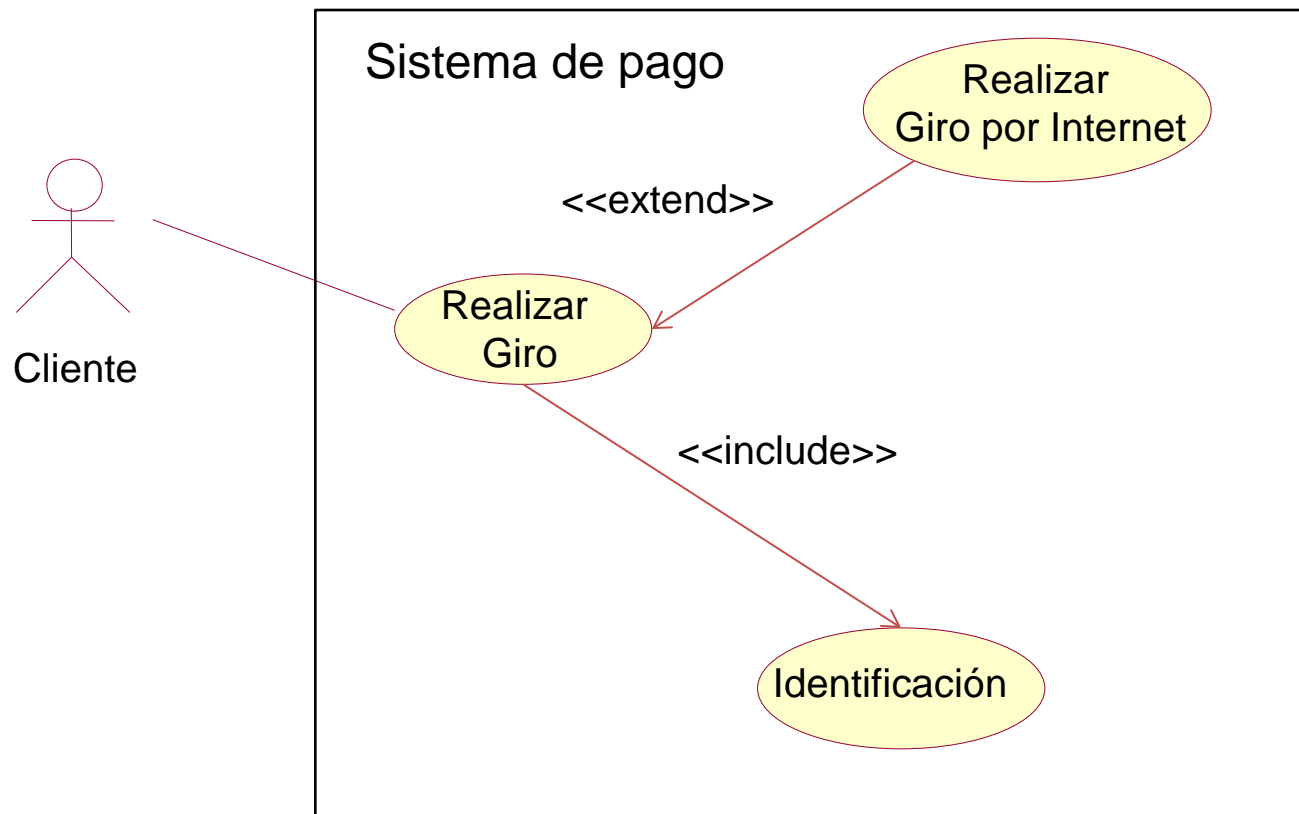 Sistema de pago
Realizar
Giro por Internet
<<extend>>
Realizar
Giro
Cliente
<<include>>
Identificación